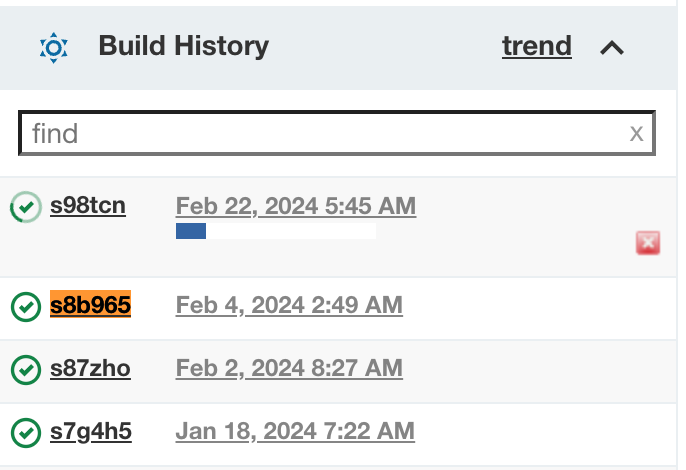 Build History trend
find x
s98tcn Feb 22, 2024 5:45 AM
s8b965 Feb 4, 2024 2:49 AM
s87zho Feb 2, 2024 8:27 AM
s7g4h5 Jan 18, 2024 7:22 AM